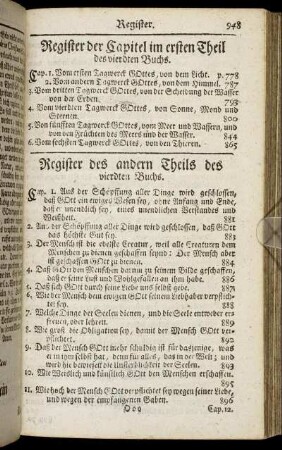 Register. 948
Register der Capitel im ersten Theil
des vierdten Buchs.
Cap. 1. Vom ersten Tagwerck GOttes, von dem Licht. p. 778
2. Vom andern Tagwerck GOttes, von dem Himmel. 787
3. Vom dritten Tagwerck GOttes, von der Scheidung der Wasser
von der Erden. 793
4. Vom vierdten Tagwerck GOttes, von Sonne, Mond und
Sternen. 800
5. Vom fünfften Tagwerck GOttes, vom Meer und Wassern, und
von den Früchten des Meers und der Wasser. 844
6. Vom sechsten Tagwerck GOttes, von den Thieren. 865
Register des andern Theils des
vierdten Buchs.
Cap. 1. Aus der Schöpffung aller Dinge wird geschlossen,
daß GOtt ein ewiges Wesen sey, ohne Anfang und Ende,
daß er unendlich sey, eines unendlichen Verstandes und
Weißheit. 881
2. Aus der Schöpffung aller Dinge wird geschlossen, daß GOtt
das höchste Gut sey. 881
3. Der Mensch ist die edelste Creatur, weil alle Creaturen dem
Menschen zu dienen geschaffen seynd: Der Mensch aber
ist geschaffen GOtt zu dienen. 884
4. Daß GOtt den Menschen darum zu seinem Bilde geschaffen,
daß er seine Lust und Wohlgefallen an ihm habe. 886
5. Daß sich GOtt durch seine Liebe uns selbst gebe. 887
6. Wie der Mensch dem ewigen GOtt seinem Liebhaber verpflich-
tet sey. 888
7. Welche Dinge der Seelen dienen, und die Seele entweder er-
freuen, oder lehren. 889
8. Wie groß die Obligation sey, damit der Mensch GOtt ver-
pflichtet. 892
9. Daß der Mensch GOtt mehr schuldig ist für das jenige, was
er in ihm selbst hat, denn für alles, das in der Welt; und
wird hie beweiset die Unsterblichkeit der Seelen. 893
10. Wie Weißlich und künstlich GOtt den Menschen erschaffen.
895
11. Wie hoch der Mensch GOtt verpflichtet sey wegen seiner Liebe,
und wegen der empfangenen Gaben. 896
Cap. 12.